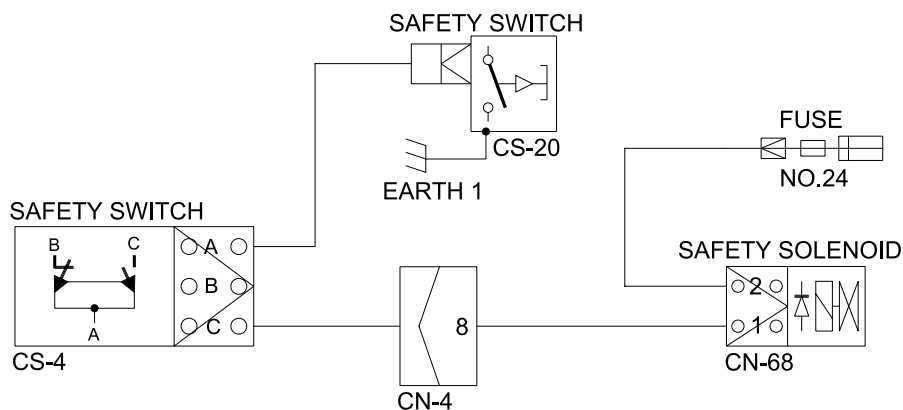 SAFETY SWITCH
FUSE
CS-20
NO.24
EARTH 1
SAFETY SWITCH
B
C
A
A
B
C
CS-4
8
CN-4
SAFETY SOLENOID
2
1
CN-68